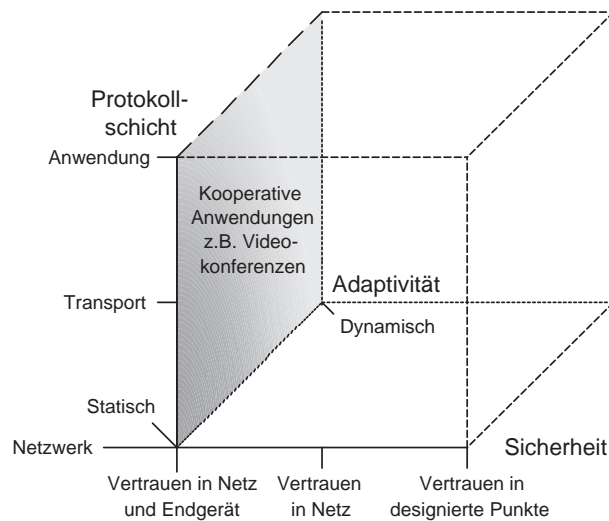 Protokoll-
schicht
Anwendung
Kooperative
Anwendungen
z.B. Video-
konferenzen
Adaptivität
Transport
Dynamisch
Statisch
Netzwerk
Sicherheit
Vertrauen in Netz
und Endgerät
Vertrauen
in Netz
Vertrauen in
designierte Punkte